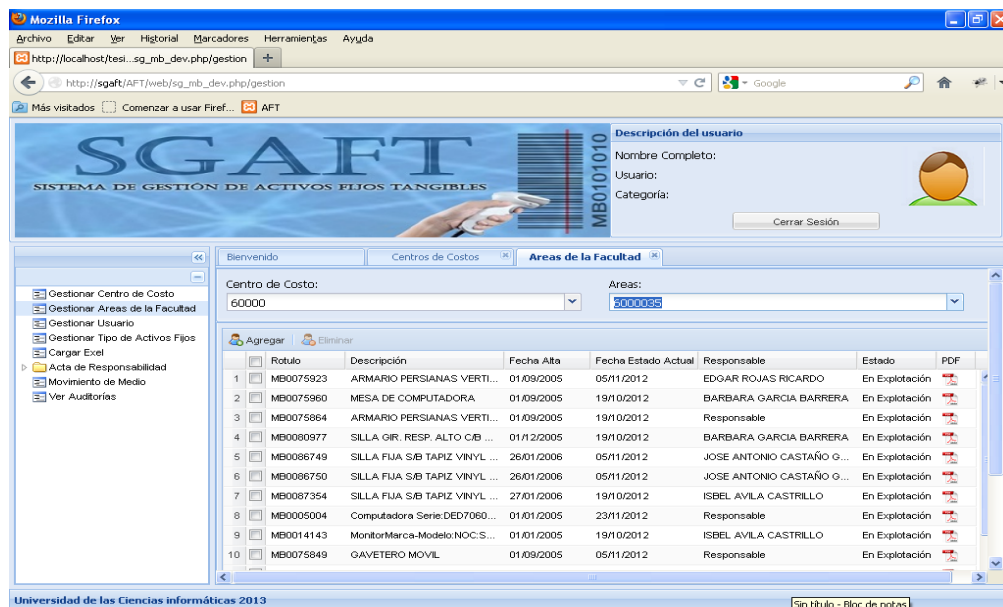 Mozilla Firefox
Archivo Editar Ver Historial Marcadores Herramientas Ayuda
http://localhost/tesi...sg_mb_dev.php/gestion
http://sgaft/AFT/web/sg_mb_dev.php/gestion
Google
Más visitados Comenzar a usar Firef... AFT
SGAFT
SISTEMA DE GESTIÓN DE ACTIVOS FIJOS TANGIBLES
MB01010101
Descripción del usuario
Nombre Completo:
Usuario:
Categoría:
Cerrar Sesión
Gestionar Centro de Costo
Gestionar Areas de la Facultad
Gestionar Usuario
Gestionar Tipo de Activos Fijos
Cargar Exel
Acta de Responsabilidad
Movimiento de Medio
Ver Auditorías
Bienvenido Centros de Costos Areas de la Facultad
Centro de Costo: Areas:
60000 6000035
Agregar Eliminar
Rotulo Descripción Fecha Alta Fecha Estado Actual Responsable Estado PDF
1 MB0075923 ARMARIO PERSIANAS VERTI... 01/09/2005 05/11/2012 EDGAR ROJAS RICARDO En Explotación
2 MB0075960 MESA DE COMPUTADORA 01/09/2005 19/10/2012 BARBARA GARCIA BARRERA En Explotación
3 MB0075864 ARMARIO PERSIANAS VERTI... 01/09/2005 19/10/2012 Responsable En Explotación
4 MB0080977 SILLA GIR. RESP. ALTO C/B ... 01/12/2005 19/10/2012 BARBARA GARCIA BARRERA En Explotación
5 MB0086749 SILLA FIJA S/B TAPIZ VINYL ... 26/01/2006 05/11/2012 JOSE ANTONIO CASTAÑO G... En Explotación
6 MB0086750 SILLA FIJA S/B TAPIZ VINYL ... 26/01/2006 05/11/2012 JOSE ANTONIO CASTAÑO G... En Explotación
7 MB0087354 SILLA FIJA S/B TAPIZ VINYL ... 27/01/2006 19/10/2012 ISBEL AVILA CASTRILLO En Explotación
8 MB0005004 Computadora Serie:DED7060... 01/01/2005 23/11/2012 Responsable En Explotación
9 MB0014143 MonitorMarca-Modelo:NOC:S... 01/01/2005 19/10/2012 ISBEL AVILA CASTRILLO En Explotación
10 MB0075849 GAVETERO MOVIL 01/09/2005 05/11/2012 Responsable En Explotación
Universidad de las Ciencias informáticas 2013
Sin título - Bloc de notas